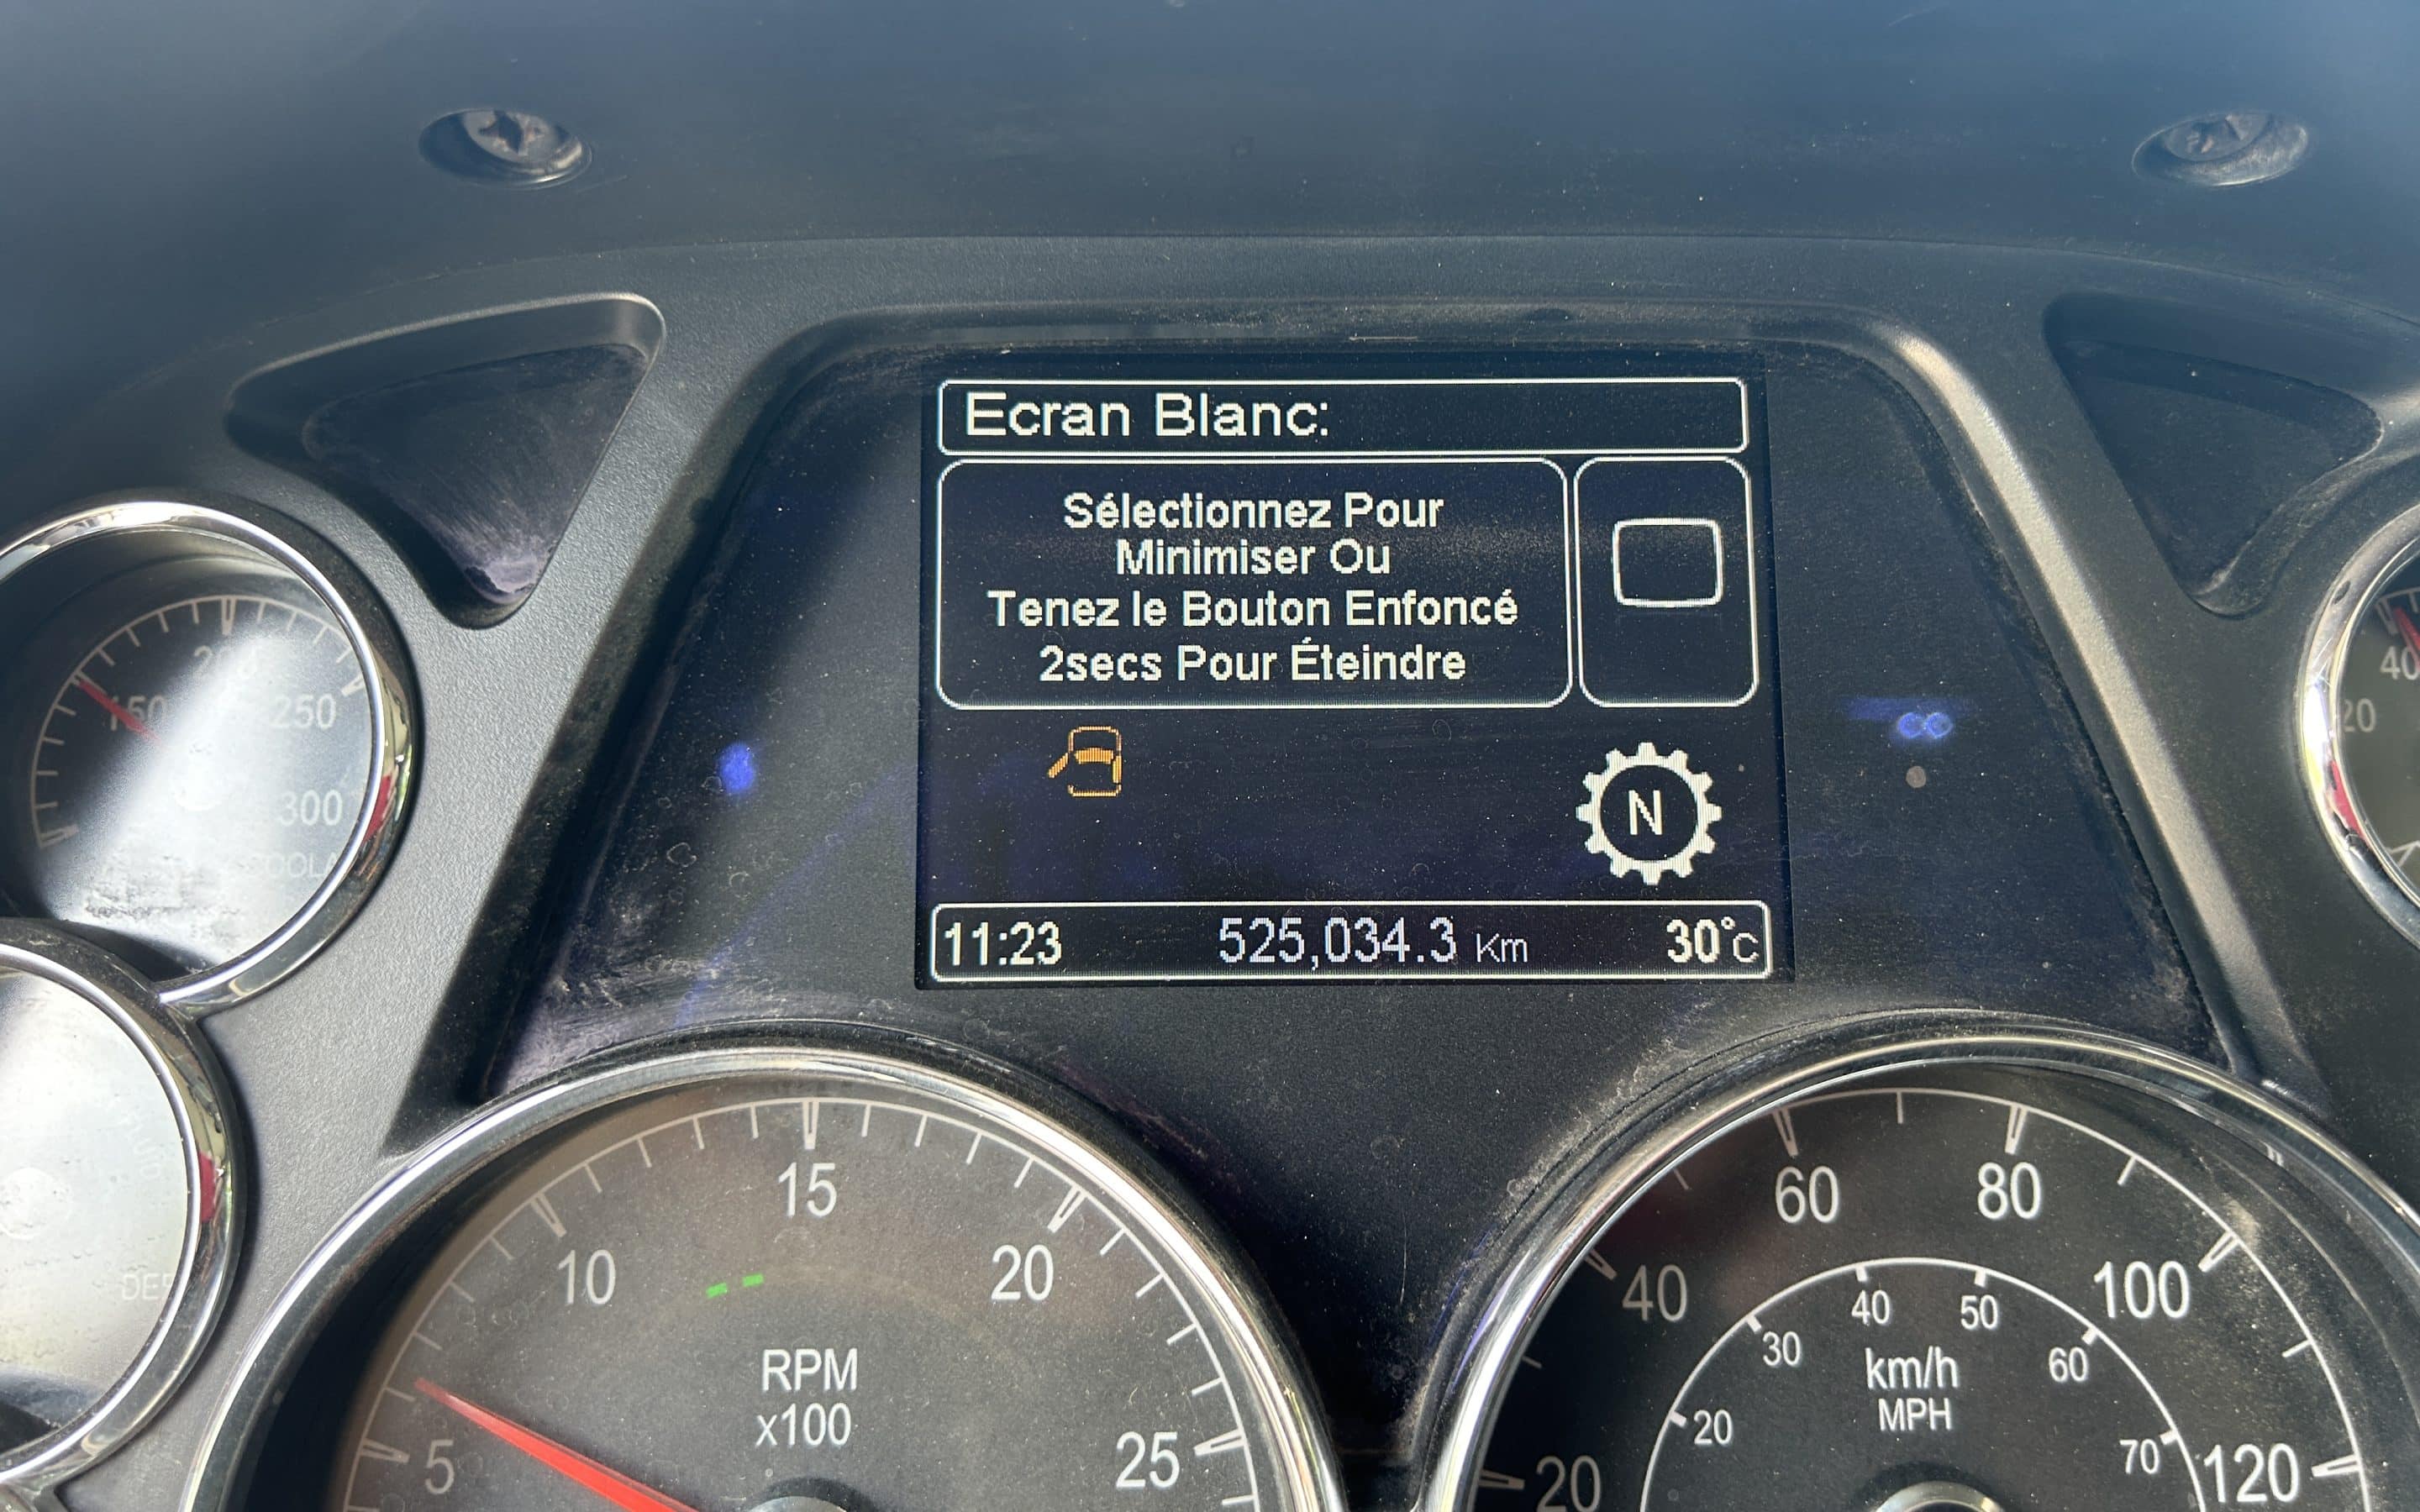 Ecran Blanc:
Sélectionnez Pour
Minimiser Ou
Tenez le Bouton Enfoncé
2secs Pour Éteindre
N
11:23 525,034.3 Km 30°C
150 250
300
40
20
5 10 15 20 25
RPM
x100
20 40 60 80 100 120
20 30 40 50 60 70
km/h
MPH